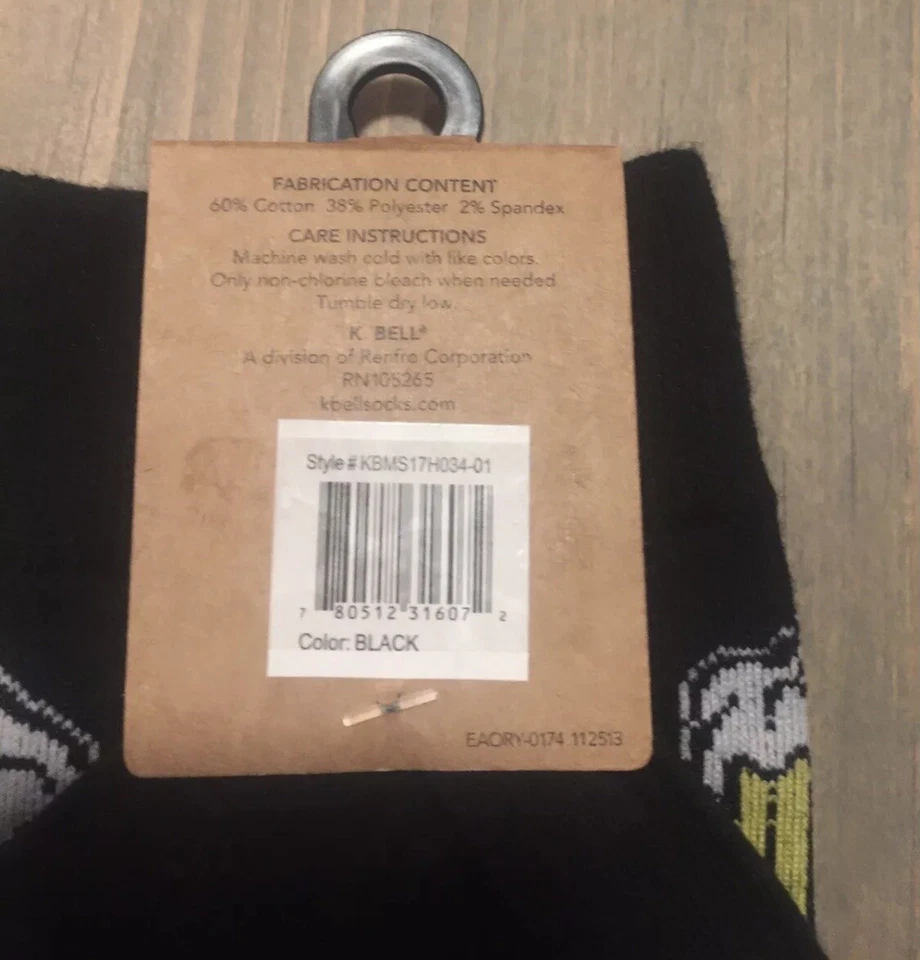 FABRICATION CONTENT
60% Cotton 38% Polyester 2% Spandex
CARE INSTRUCTIONS
Machine wash cold with like colors.
Only non-chlorine bleach when needed
Tumble dry low.
K. BELL®
A division of Renfro Corporation
RN105265
kbellsocks.com
Style # KBMS17H034-01
7 80512 31607 2
Color: BLACK
EAORY-0174 112513